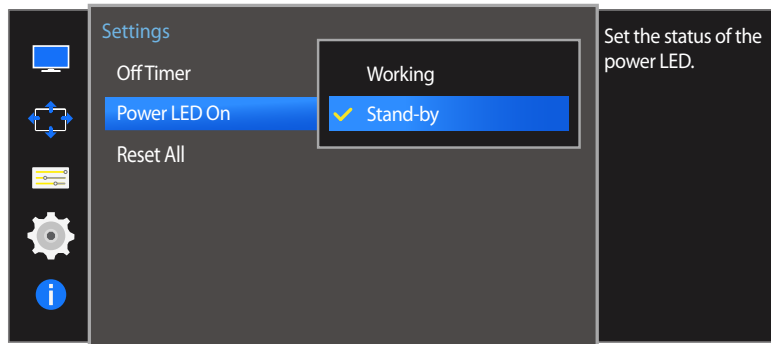 Settings
Off Timer
Power LED On
Reset All
Working
Stand-by
Set the status of the
power LED.